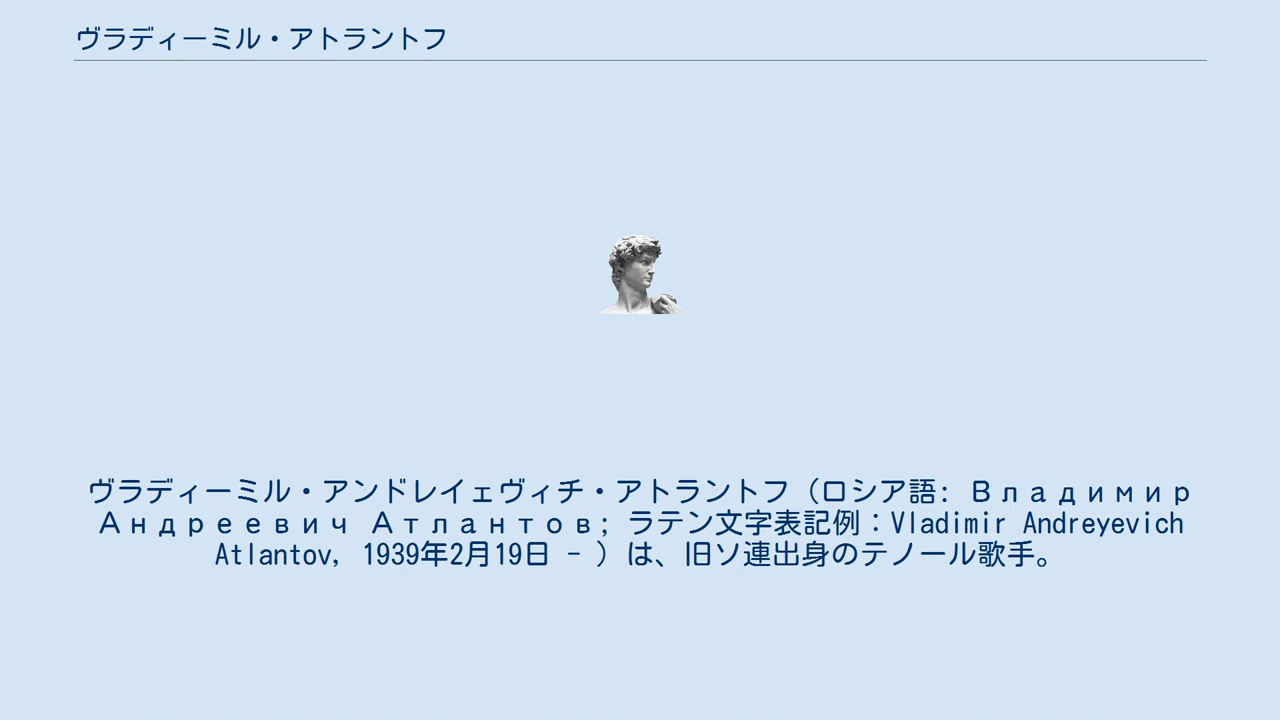 ヴラディーミル・アトラントフ
ヴラディーミル・アンドレイェヴィチ・アトラントフ（ロシア語: Владимир
Андреевич Атлантов; ラテン文字表記例：Vladimir Andreyevich
Atlantov, 1939年2月19日 - ）は、旧ソ連出身のテノール歌手。